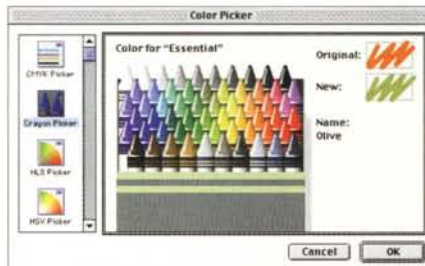 Color Picker
CMYK Picker
Crayon Picker
HLS Picker
HSV Picker
Color for "Essential"
Original:
New:
Name:
Olive
Cancel
OK